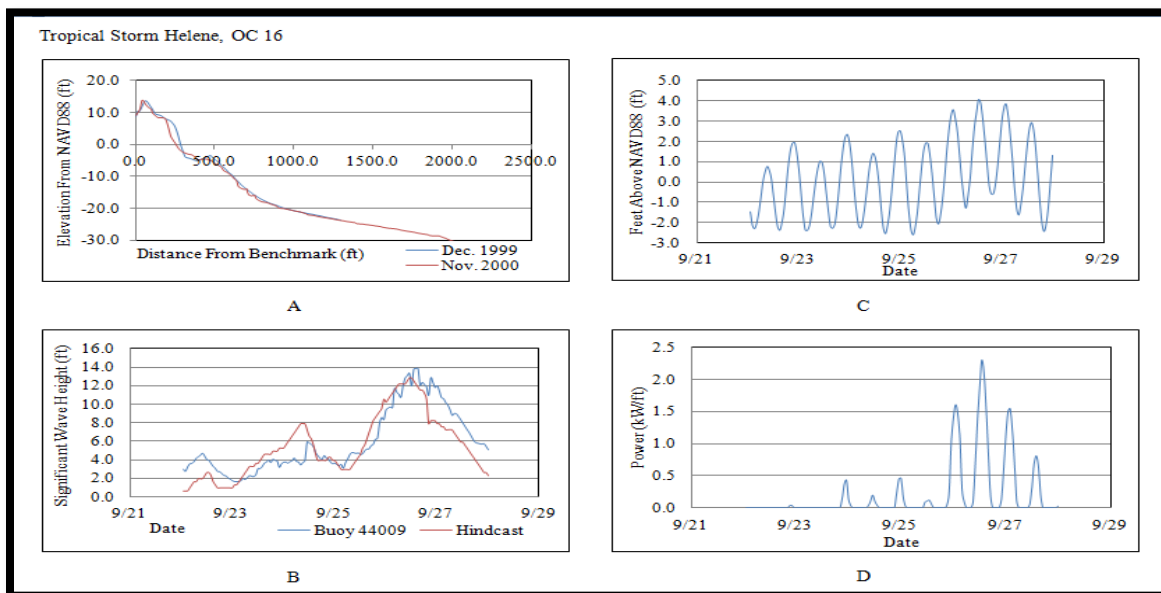 Tropical Storm Helene, OC 16
Elevation From NAVD88 (ft)
20.0
10.0
0.0
-10.0
-20.0
-30.0
0.0 500.0 1000.0 1500.0 2000.0 2500.0
Distance From Benchmark (ft)
Dec. 1999
Nov. 2000
A
Feet Above NAVD88 (ft)
5.0
4.0
3.0
2.0
1.0
0.0
-1.0
-2.0
-3.0
9/21 9/23 9/25 9/27 9/29
Date
C
Significant Wave Height (ft)
16.0
14.0
12.0
10.0
8.0
6.0
4.0
2.0
0.0
9/21 9/23 9/25 9/27 9/29
Date
Buoy 44009 Hindcast
B
Power (kW/ft)
2.5
2.0
1.5
1.0
0.5
0.0
9/21 9/23 9/25 9/27 9/29
Date
D